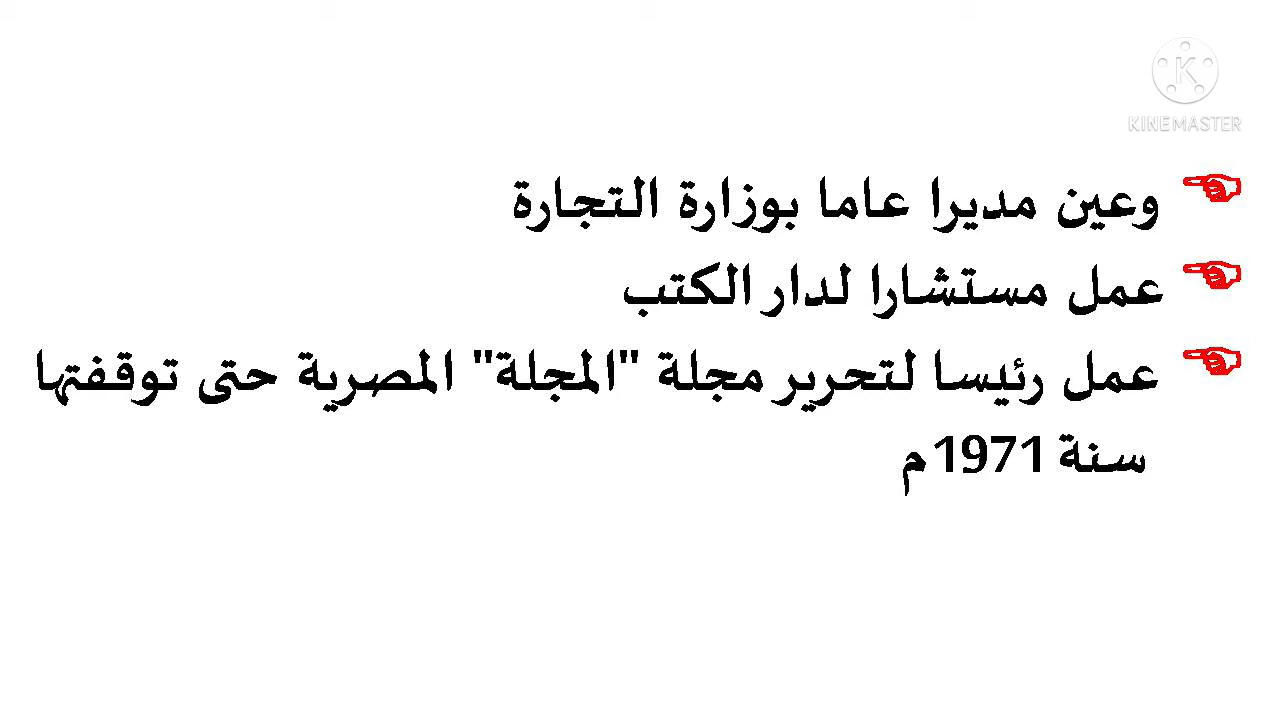 KINEMASTER
وعين مديرا عاما بوزارة التجارة
عمل مستشارا لدار الكتب
عمل رئيسا لتحرير مجلة "المجلة" المصرية حتى توقفتها
سنة 1971م